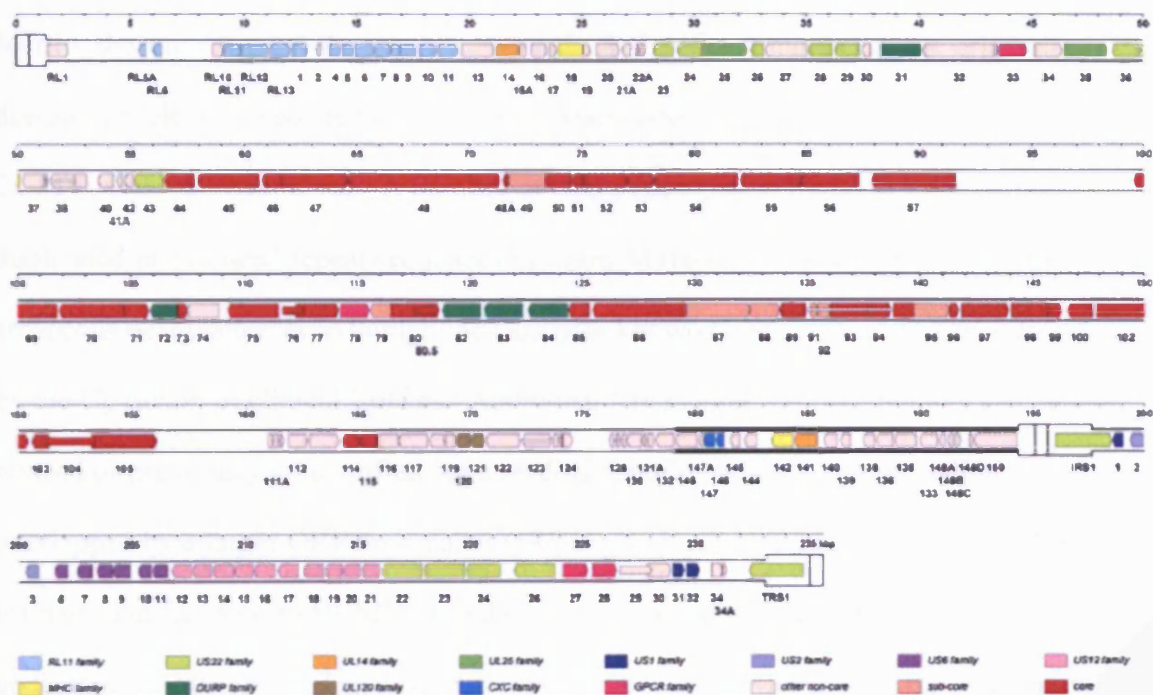 0 5 10 15 20 25 30 35 40 45 50
RL1 RL5A RL6 RL10 RL11 RL12 RL13 1 2 4 5 6 7 8 9 10 11 13 14 16 17 18 19 20 21A 22A 23 24 25 26 27 28 29 30 31 32 33 34 35 36
50 55 60 65 70 75 80 85 90 95 100
37 38 40 41A 42 43 44 45 46 47 48 48A 49 50 51 52 53 54 55 56 57
100 105 110 115 120 125 130 135 140 145 150
69 70 71 72 73 74 75 76 77 78 79 80 80.5 82 83 84 85 86 87 88 89 91 92 93 94 95 96 97 98 99 100 102
150 155 160 165 170 175 180 185 190 195 200
103 104 105 111A 112 114 115 116 117 119 120 121 122 123 124 128 130 131A 132 148 147A 147 146 145 144 142 141 140 139 138 136 133 148A 148B 148C 148D 150 IRS1 1 2
200 205 210 215 220 225 230 235 kbp
3 6 7 8 9 10 11 12 13 14 15 16 17 18 19 20 21 22 23 24 26 27 28 29 30 31 32 34 34A TRS1
RL11 family US22 family UL14 family UL25 family US1 family US2 family US6 family US12 family
MHC family DURP family UL120 family CXC family GPCR family other non-core sub-core core